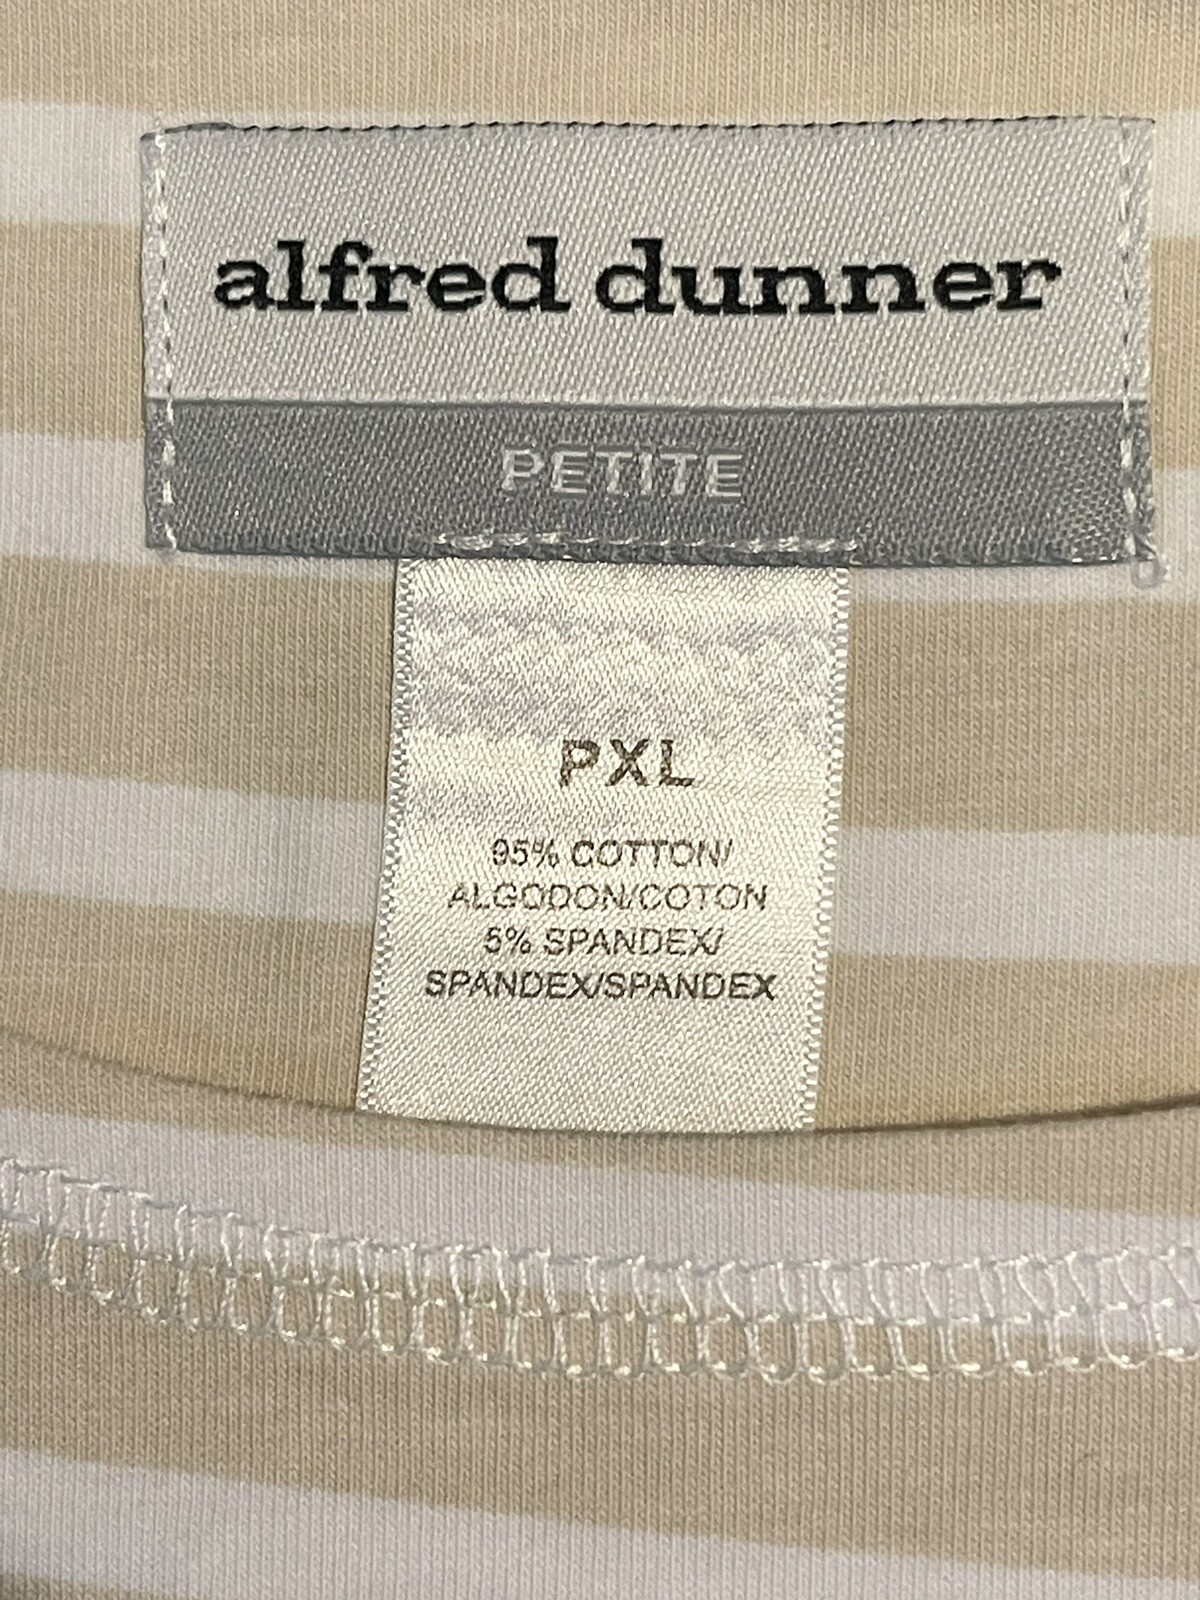 alfred dunner
PETITE
PXL
95% COTTON/
ALGODON/COTON
5% SPANDEX/
SPANDEX/SPANDEX